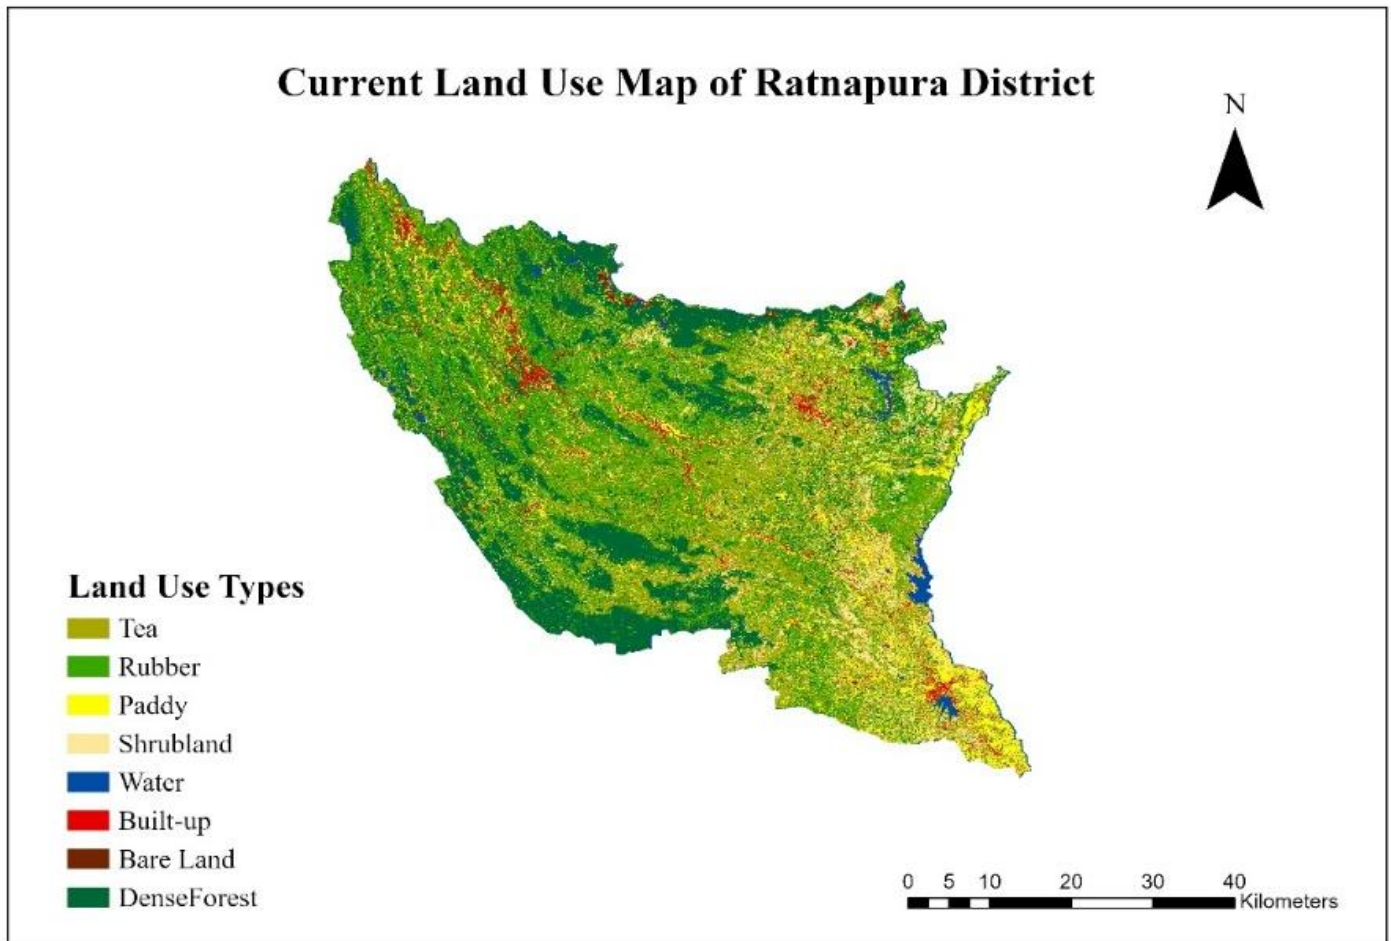 Current Land Use Map of Ratnapura District
N
Land Use Types
Tea
Rubber
Paddy
Shrubland
Water
Built-up
Bare Land
DenseForest
0 5 10 20 30 40
Kilometers